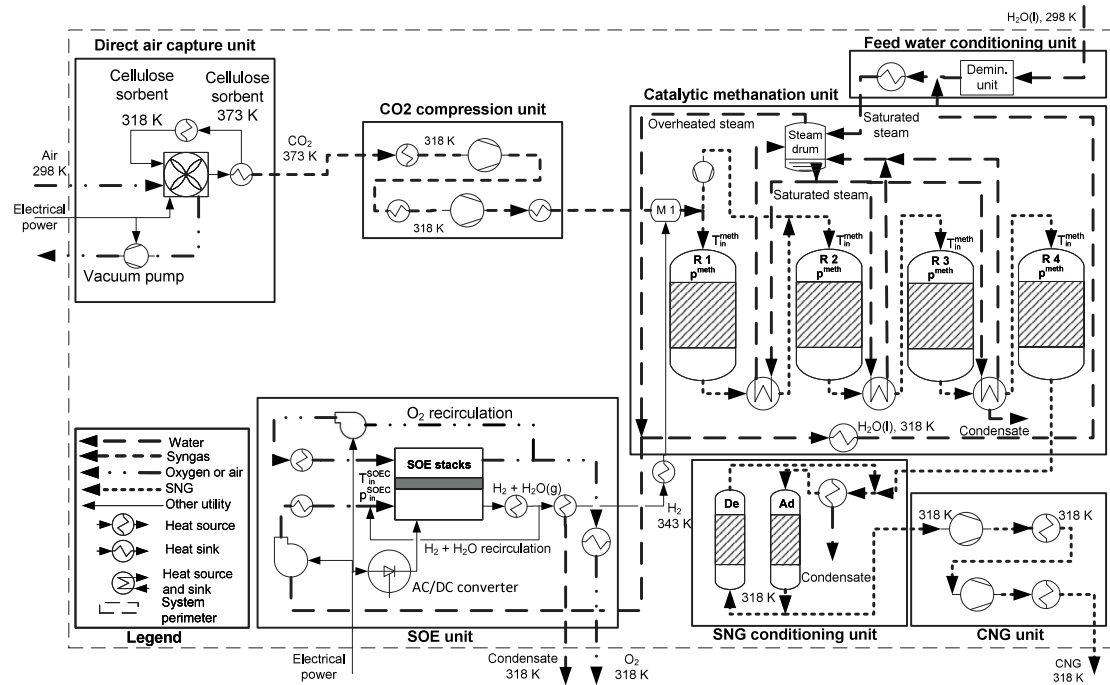 H₂O(l), 298 K
Direct air capture unit
Feed water conditioning unit
Cellulose
sorbent
318 K
Cellulose
sorbent
373 K
Demin.
unit
CO2 compression unit
Catalytic methanation unit
Overheated steam
Saturated
steam
Steam
drum
CO₂
373 K
318 K
Air
298 K
Saturated steam
M 1
Electrical
power
318 K
T_in^meth
T_in^meth
T_in^meth
T_in^meth
Vacuum pump
R 1
p^meth
R 2
p^meth
R 3
p^meth
R 4
p^meth
O₂ recirculation
Condensate
H₂O(l), 318 K
Water
Syngas
Oxygen or air
SNG
Other utility
Heat source
Heat sink
Heat source
and sink
System
perimeter
Legend
SOE stacks
T_in^SOEC
p_in^SOEC
H₂ + H₂O(g)
H₂
343 K
H₂ + H₂O recirculation
AC/DC converter
SOE unit
De
Ad
Condensate
318 K
SNG conditioning unit
318 K
318 K
CNG unit
Electrical
power
Condensate
318 K
O₂
318 K
CNG
318 K